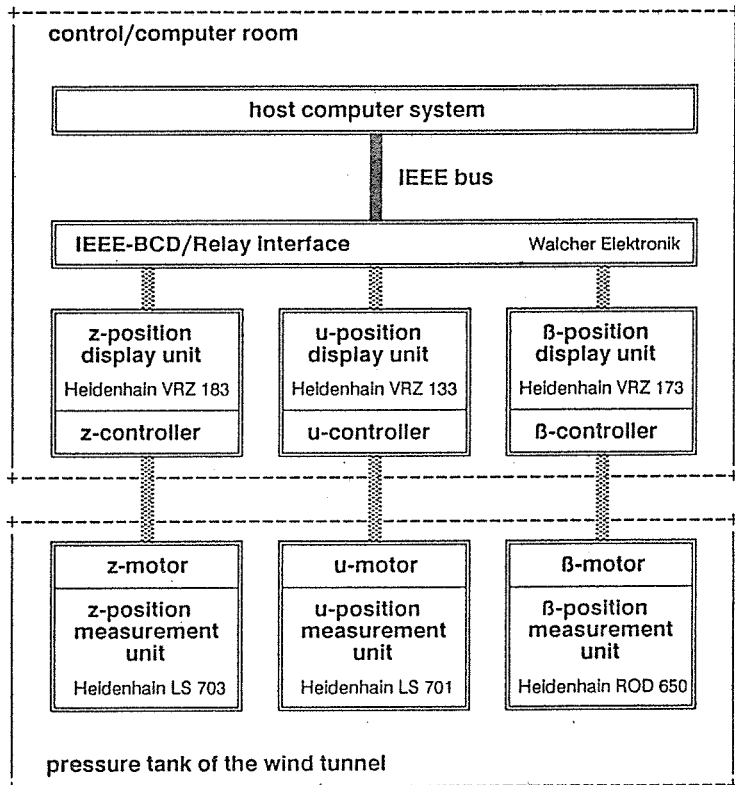 control/computer room
host computer system
IEEE bus
IEEE-BCD/Relay Interface Walcher Elektronik
z-position
display unit
Heidenhain VRZ 183
z-controller
u-position
display unit
Heidenhain VRZ 133
u-controller
ß-position
display unit
Heidenhain VRZ 173
ß-controller
z-motor
z-position
measurement
unit
Heidenhain LS 703
u-motor
u-position
measurement
unit
Heidenhain LS 701
ß-motor
ß-position
measurement
unit
Heidenhain ROD 650
pressure tank of the wind tunnel